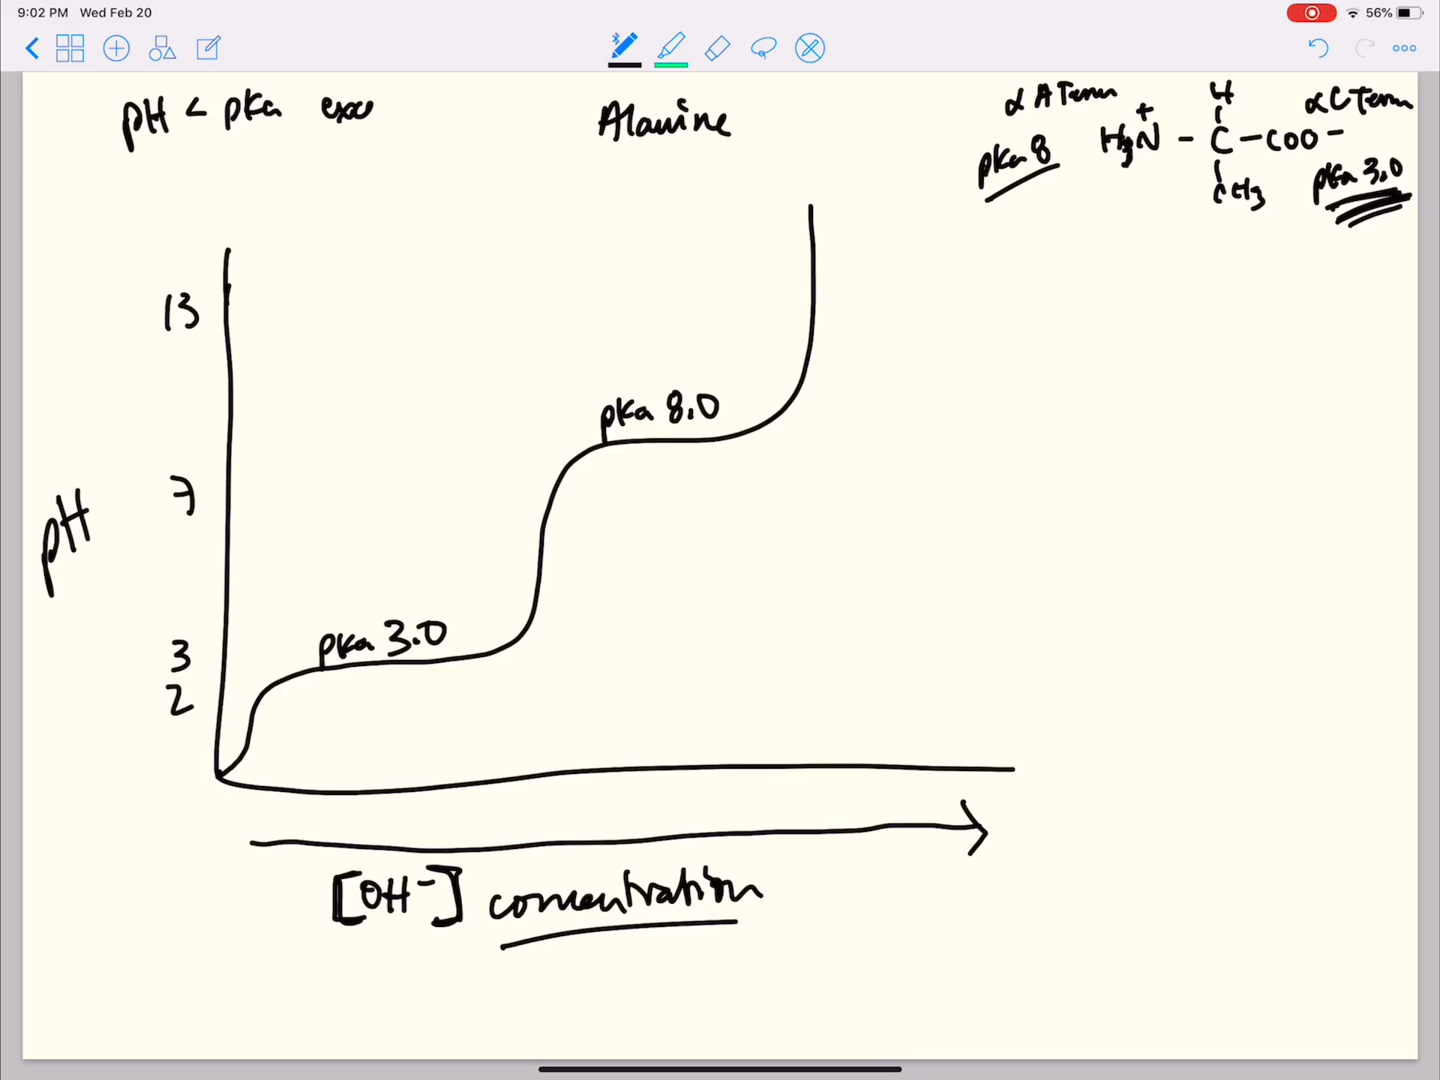 9:02 PM Wed Feb 20
56%
pH < pka
Alanine
α A Term
α C Term
H
+
H3N - C - COO -
CH3
pka 8
pka 3.0
13
7
3
2
pH
pka 8.0
pka 3.0
[OH-] concentration